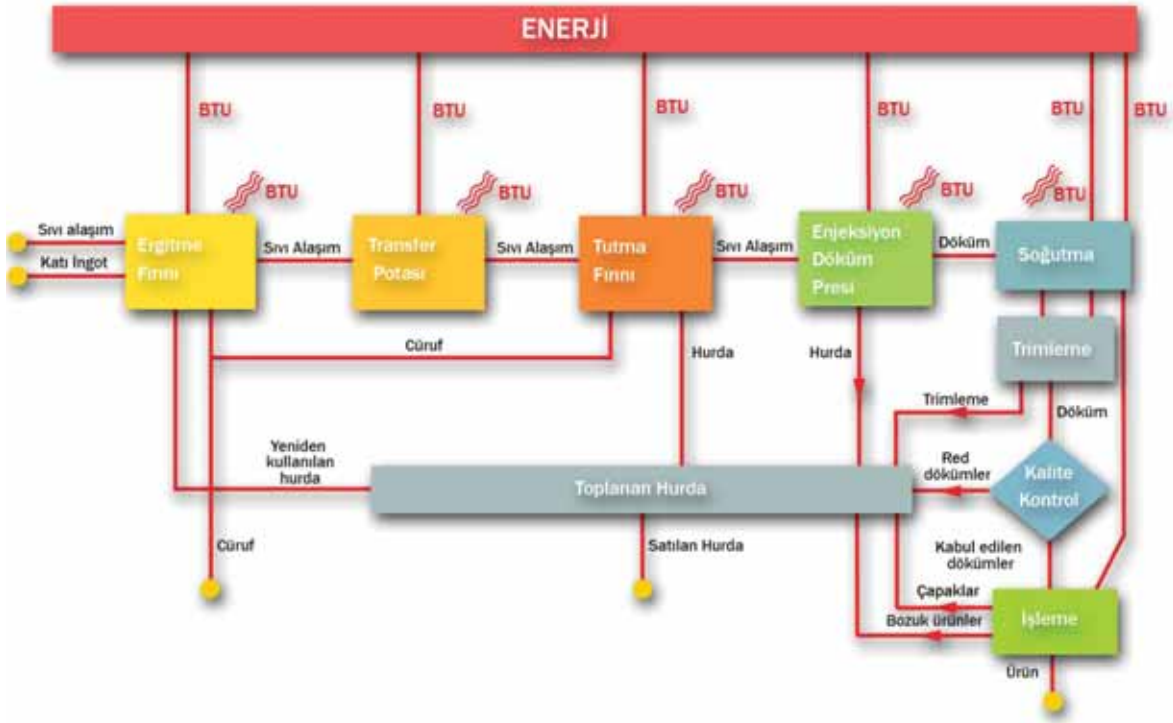 ENERJİ
BTU
BTU
BTU
BTU
BTU
BTU
BTU
BTU
BTU
BTU
BTU
Sıvı alaşım
Katı İngot
Ergitme
Fırını
Sıvı Alaşım
Transfer
Potası
Sıvı Alaşım
Tutma
Fırını
Sıvı Alaşım
Enjeksiyon
Döküm
Presi
Döküm
Soğutma
Cüruf
Hurda
Hurda
Trimleme
Trimleme
Döküm
Yeniden
kullanılan
hurda
Toplanan Hurda
Red
dökümler
Kalite
Kontrol
Cüruf
Satılan Hurda
Kabul edilen
dökümler
Çapaklar
Bozuk ürünler
İşleme
Ürün